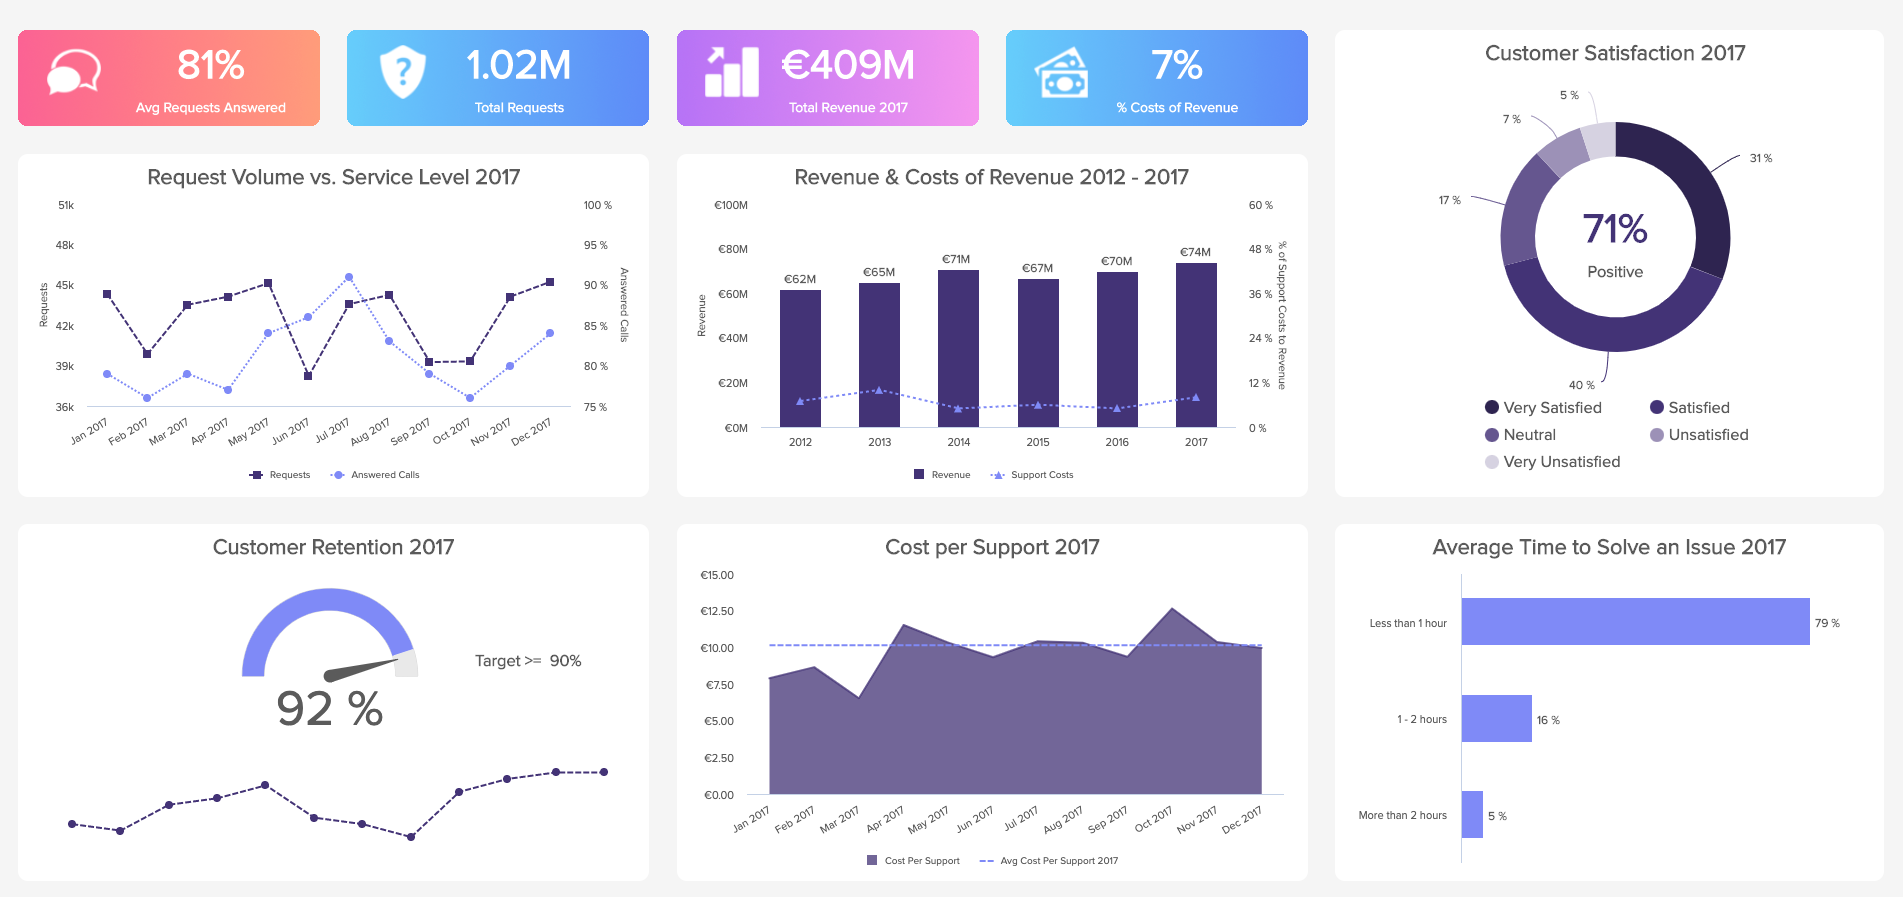 81%
Avg Requests Answered
1.02M
Total Requests
€409M
Total Revenue 2017
7%
% Costs of Revenue
Customer Satisfaction 2017
5 %
7 %
31 %
17 %
71%
Positive
40 %
Very Satisfied
Satisfied
Neutral
Unsatisfied
Very Unsatisfied
Request Volume vs. Service Level 2017
51k
48k
45k
42k
39k
36k
Requests
100 %
95 %
90 %
85 %
80 %
75 %
Answered Calls
Jan 2017
Feb 2017
Mar 2017
Apr 2017
May 2017
Jun 2017
Jul 2017
Aug 2017
Sep 2017
Oct 2017
Nov 2017
Dec 2017
Requests
Answered Calls
Revenue & Costs of Revenue 2012 - 2017
€100M
€80M
€60M
€40M
€20M
€0M
Revenue
60 %
48 %
36 %
24 %
12 %
0 %
% of Support Costs to Revenue
€62M
€65M
€71M
€67M
€70M
€74M
2012
2013
2014
2015
2016
2017
Revenue
Support Costs
Customer Retention 2017
Target >= 90%
92 %
Cost per Support 2017
€15.00
€12.50
€10.00
€7.50
€5.00
€2.50
€0.00
Jan 2017
Feb 2017
Mar 2017
Apr 2017
May 2017
Jun 2017
Jul 2017
Aug 2017
Sep 2017
Oct 2017
Nov 2017
Dec 2017
Cost Per Support
Avg Cost Per Support 2017
Average Time to Solve an Issue 2017
Less than 1 hour
79 %
1 - 2 hours
16 %
More than 2 hours
5 %